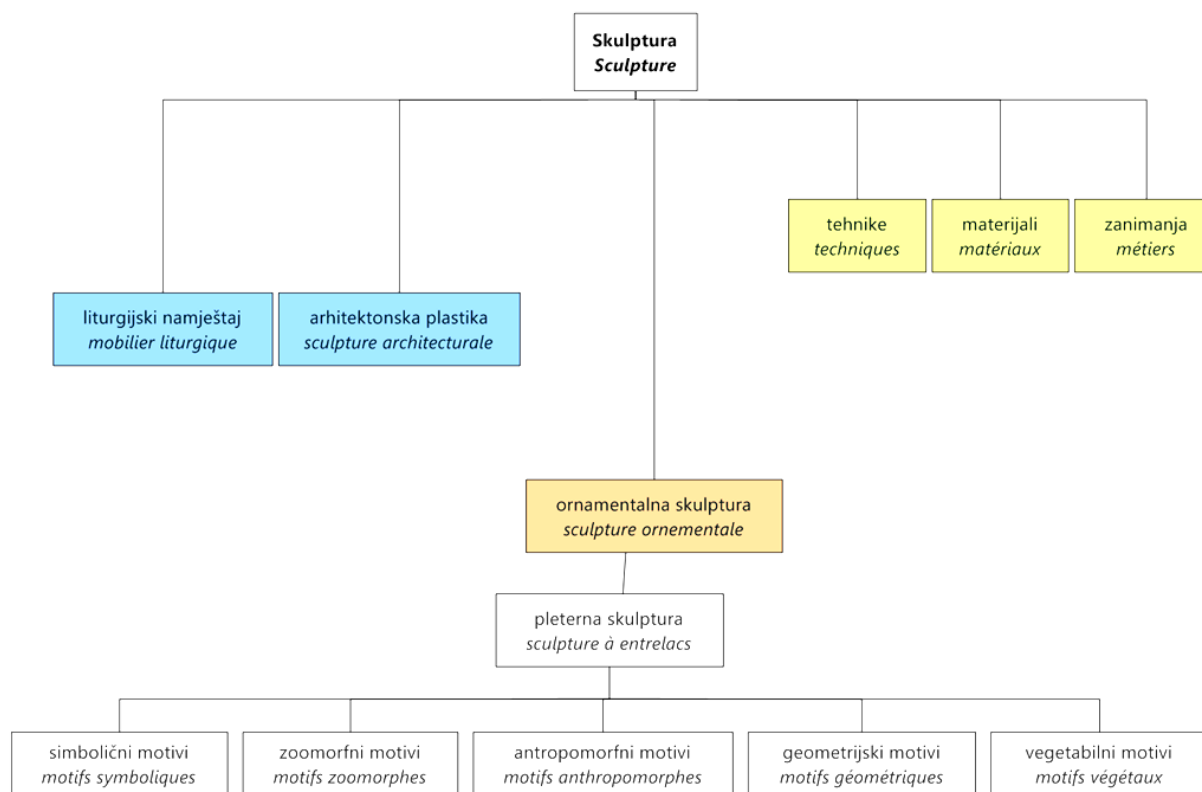 Skulptura
Sculpture
tehnike
techniques
materijali
matériaux
zanimanja
métiers
liturgijski namještaj
mobilier liturgique
arhitektonska plastika
sculpture architecturale
ornamentalna skulptura
sculpture ornementale
pleterna skulptura
sculpture à entrelacs
simbolični motivi
motifs symboliques
zoomorfni motivi
motifs zoomorphes
antropomorfni motivi
motifs anthropomorphes
geometrijski motivi
motifs géométriques
vegetabilni motivi
motifs végétaux